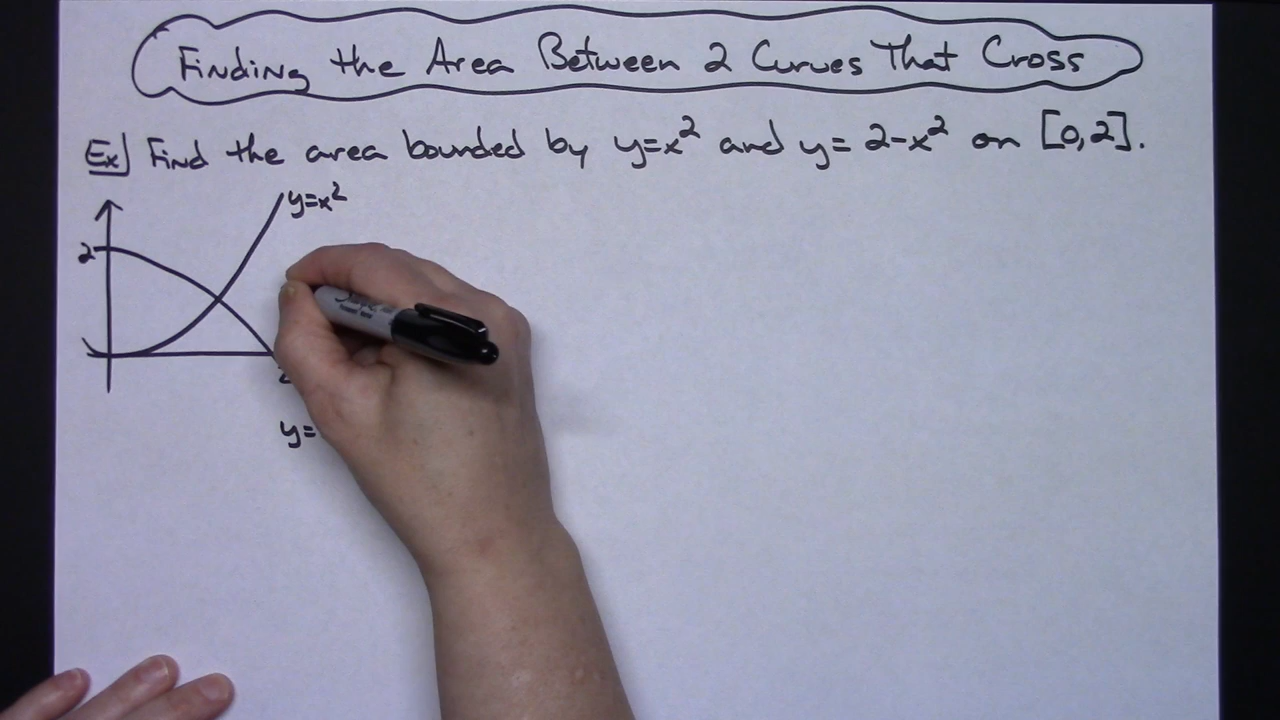 Finding the Area Between 2 Curves That Cross
Ex] Find the area bounded by y=x² and y=2-x² on [0,2].
y=x²
2
2
y=